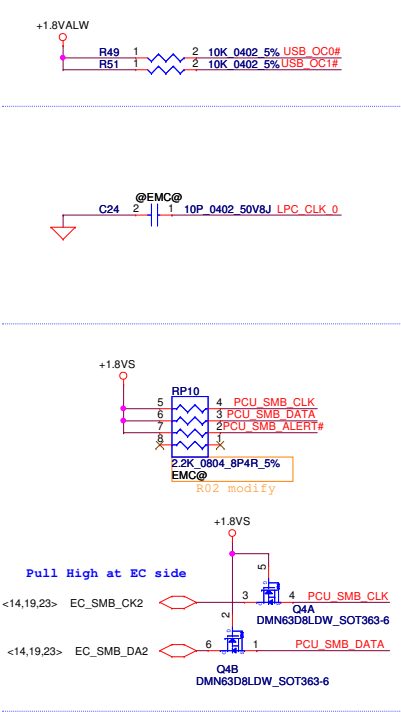 +1.8VALW
R49 1 2 10K_0402_5% USB_OC0#
R51 1 2 10K_0402_5% USB_OC1#
@EMC@
C24 2 1 10P_0402_50V8J LPC_CLK_0
+1.8VS
RP10
5 4 PCU_SMB_CLK
6 3 PCU_SMB_DATA
7 2 PCU_SMB_ALERT#
8 1
2.2K_0804_8P4R_5%
EMC@
R02 modify
+1.8VS
Pull High at EC side
5
<14,19,23> EC_SMB_CK2 3 4 PCU_SMB_CLK
Q4A
DMN63D8LDW_SOT363-6
2
<14,19,23> EC_SMB_DA2 6 1 PCU_SMB_DATA
Q4B
DMN63D8LDW_SOT363-6